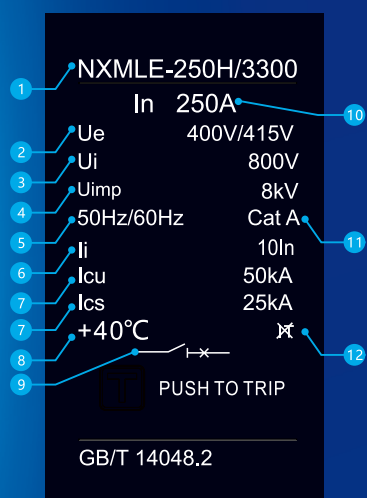 1 NXMLE-250H/3300
In 250A 10
2 Ue 400V/415V
3 Ui 800V
4 Uimp 8kV
5 50Hz/60Hz Cat A 11
6 Ii 10In
7 Icu 50kA
7 Ics 25kA
8 +40℃ 12
9
PUSH TO TRIP
GB/T 14048.2